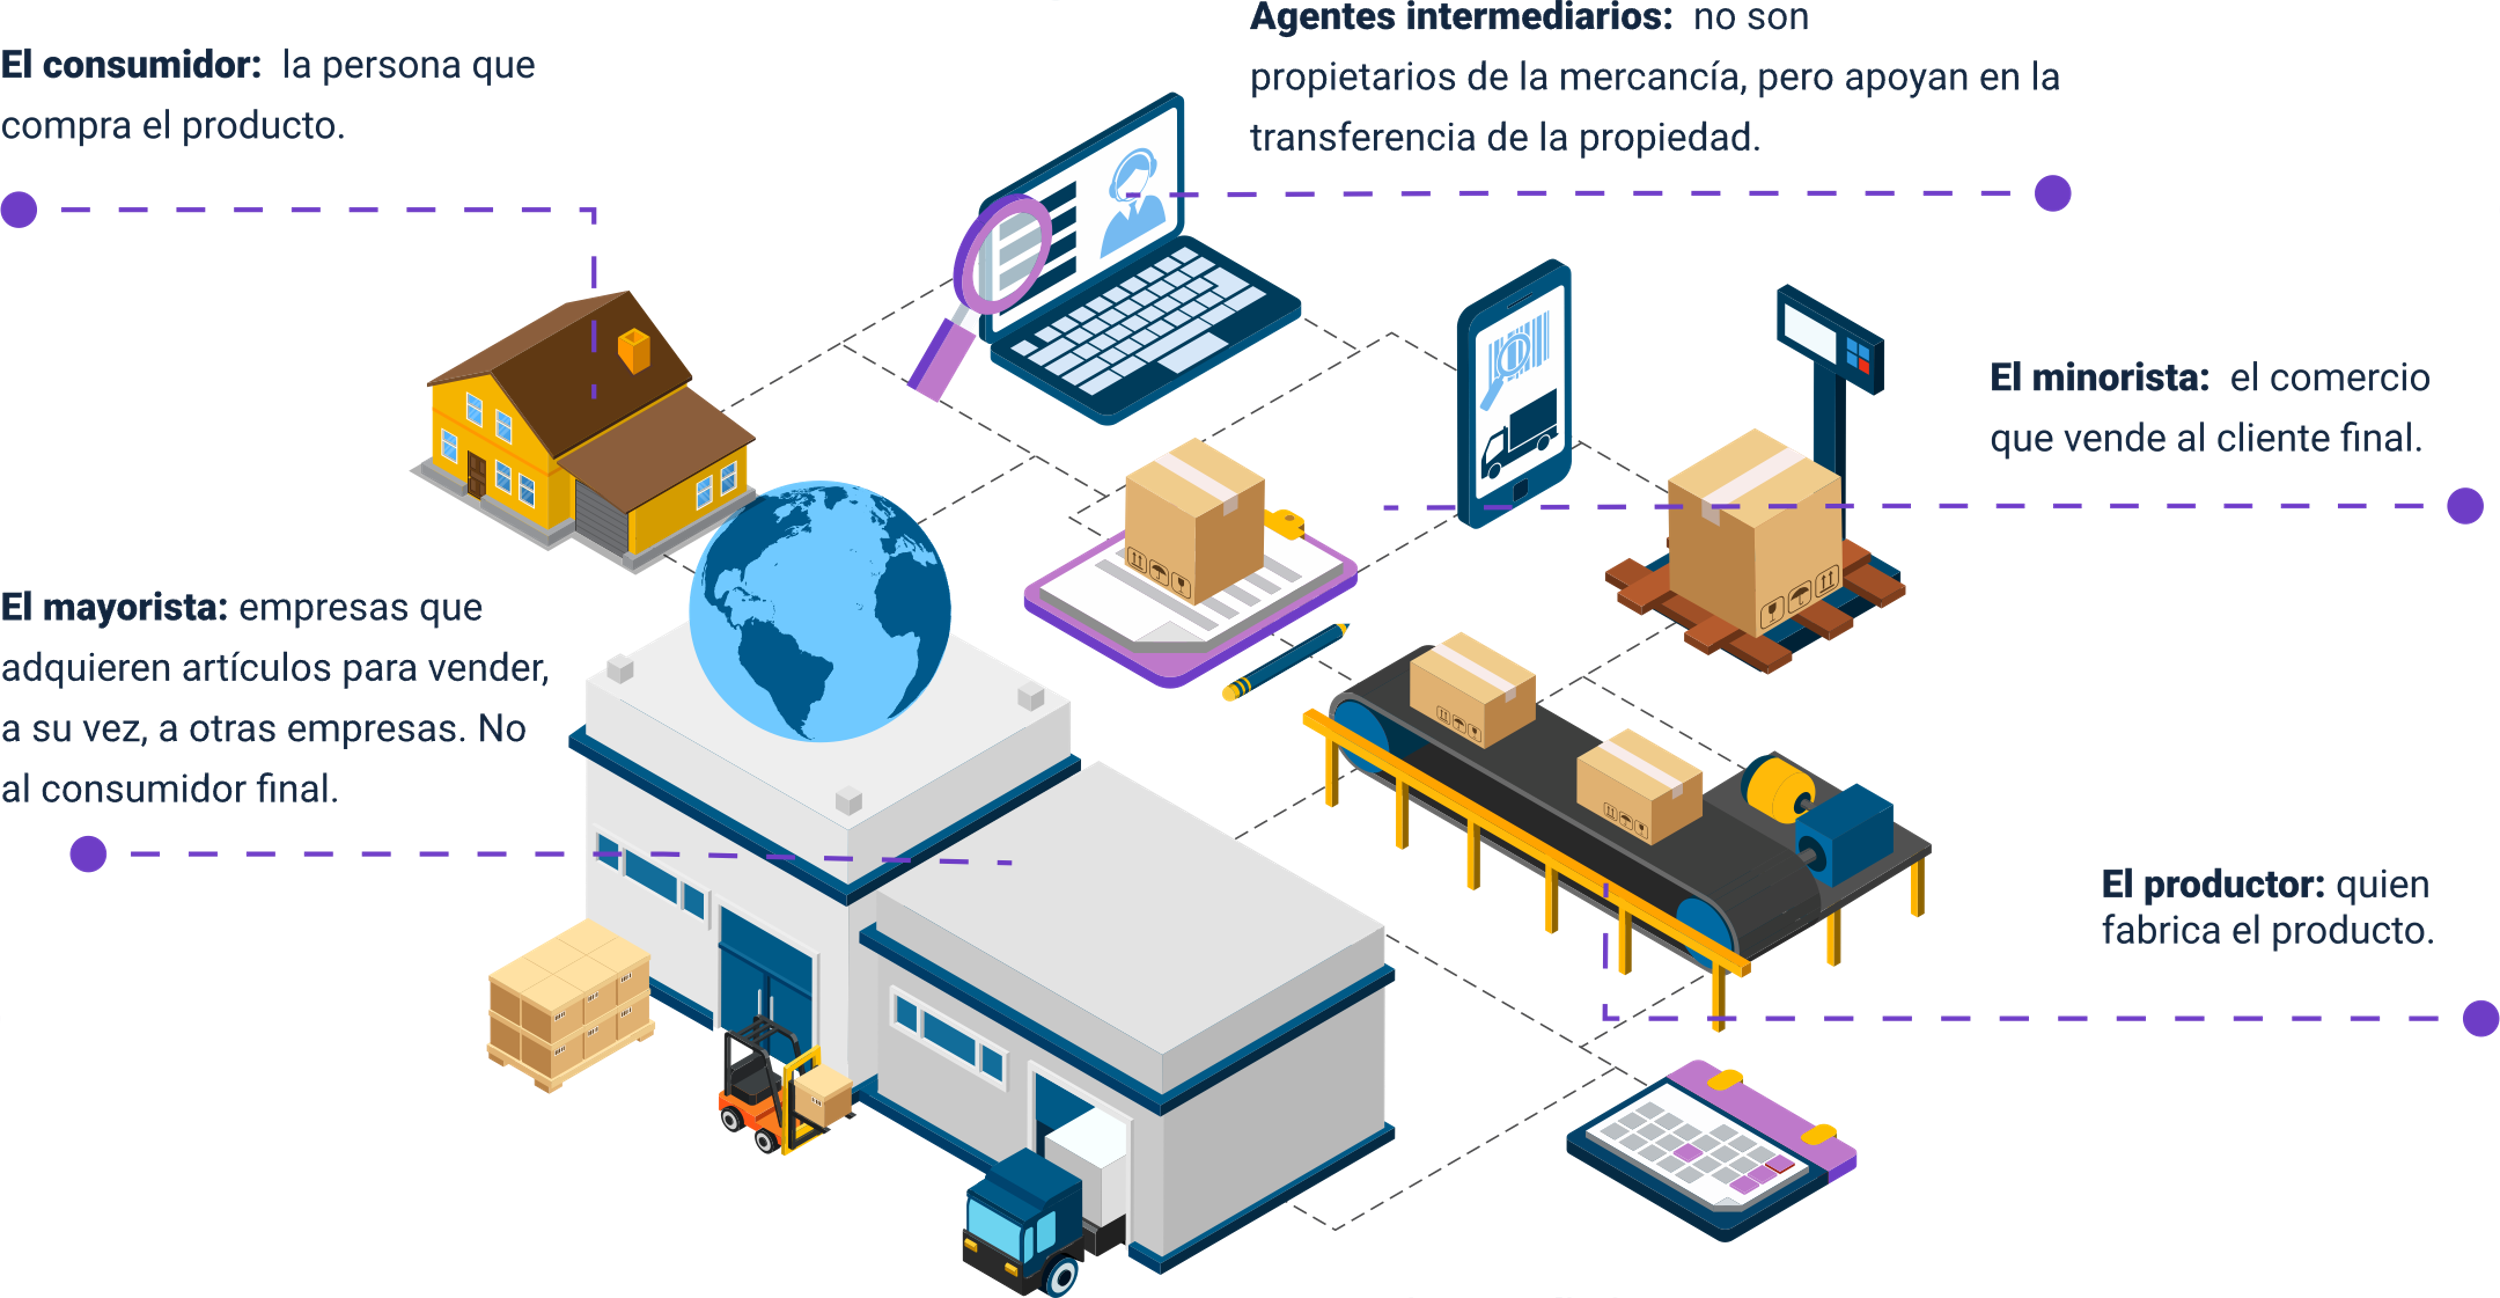 El consumidor: la persona que
compra el producto.
Agentes intermediarios: no son
propietarios de la mercancía, pero apoyan en la
transferencia de la propiedad.
El minorista: el comercio
que vende al cliente final.
El mayorista: empresas que
adquieren artículos para vender,
a su vez, a otras empresas. No
al consumidor final.
El productor: quien
fabrica el producto.